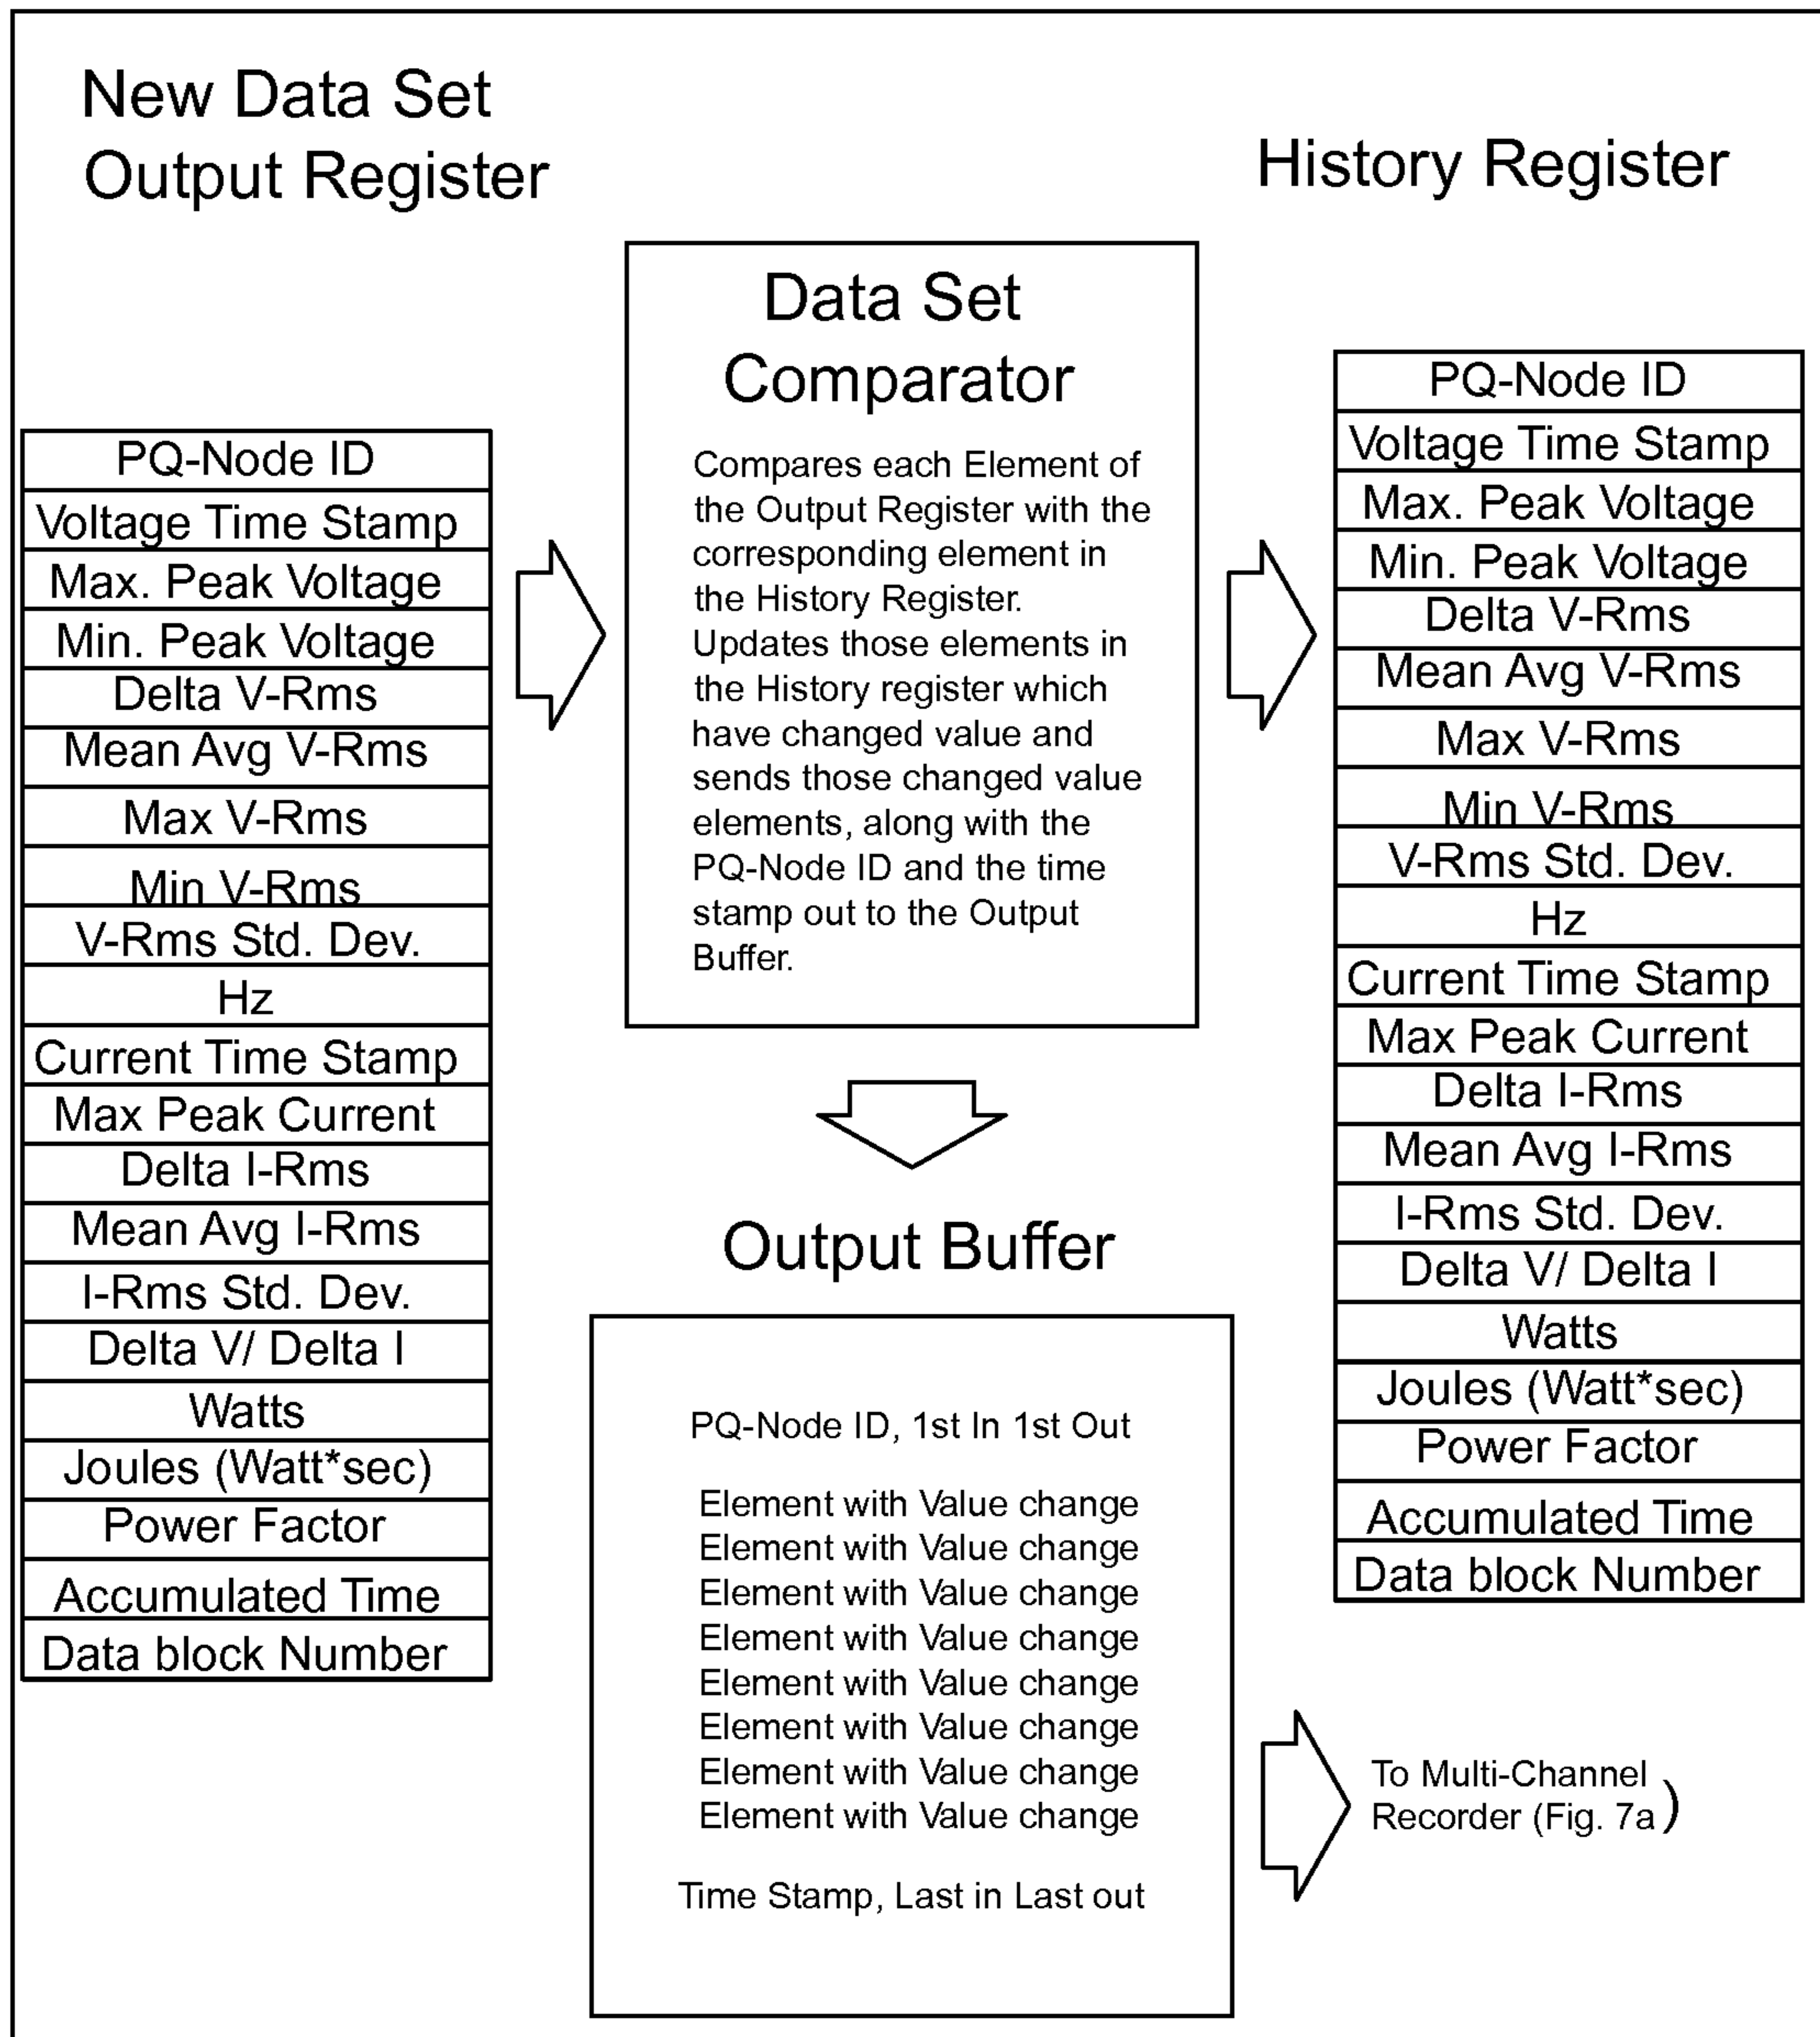 New Data Set
Output Register
History Register
PQ-Node ID
Voltage Time Stamp
Max. Peak Voltage
Min. Peak Voltage
Delta V-Rms
Mean Avg V-Rms
Max V-Rms
Min V-Rms
V-Rms Std. Dev.
Hz
Current Time Stamp
Max Peak Current
Delta I-Rms
Mean Avg I-Rms
I-Rms Std. Dev.
Delta V/ Delta I
Watts
Joules (Watt*sec)
Power Factor
Accumulated Time
Data block Number
Data Set
Comparator
Compares each Element of
the Output Register with the
corresponding element in
the History Register.
Updates those elements in
the History register which
have changed value and
sends those changed value
elements, along with the
PQ-Node ID and the time
stamp out to the Output
Buffer.
Output Buffer
PQ-Node ID, 1st In 1st Out
Element with Value change
Element with Value change
Element with Value change
Element with Value change
Element with Value change
Element with Value change
Element with Value change
Element with Value change
Time Stamp, Last in Last out
PQ-Node ID
Voltage Time Stamp
Max. Peak Voltage
Min. Peak Voltage
Delta V-Rms
Mean Avg V-Rms
Max V-Rms
Min V-Rms
V-Rms Std. Dev.
Hz
Current Time Stamp
Max Peak Current
Delta I-Rms
Mean Avg I-Rms
I-Rms Std. Dev.
Delta V/ Delta I
Watts
Joules (Watt*sec)
Power Factor
Accumulated Time
Data block Number
To Multi-Channel
Recorder (Fig. 7a )